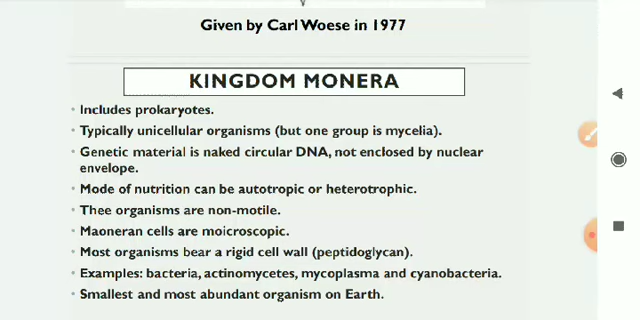 Given by Carl Woese in 1977
KINGDOM MONERA
• Includes prokaryotes.
• Typically unicellular organisms (but one group is mycelia).
• Genetic material is naked circular DNA, not enclosed by nuclear
envelope.
• Mode of nutrition can be autotropic or heterotrophic.
• Thee organisms are non-motile.
• Maoneran cells are moicroscopic.
• Most organisms bear a rigid cell wall (peptidoglycan).
• Examples: bacteria, actinomycetes, mycoplasma and cyanobacteria.
• Smallest and most abundant organism on Earth.